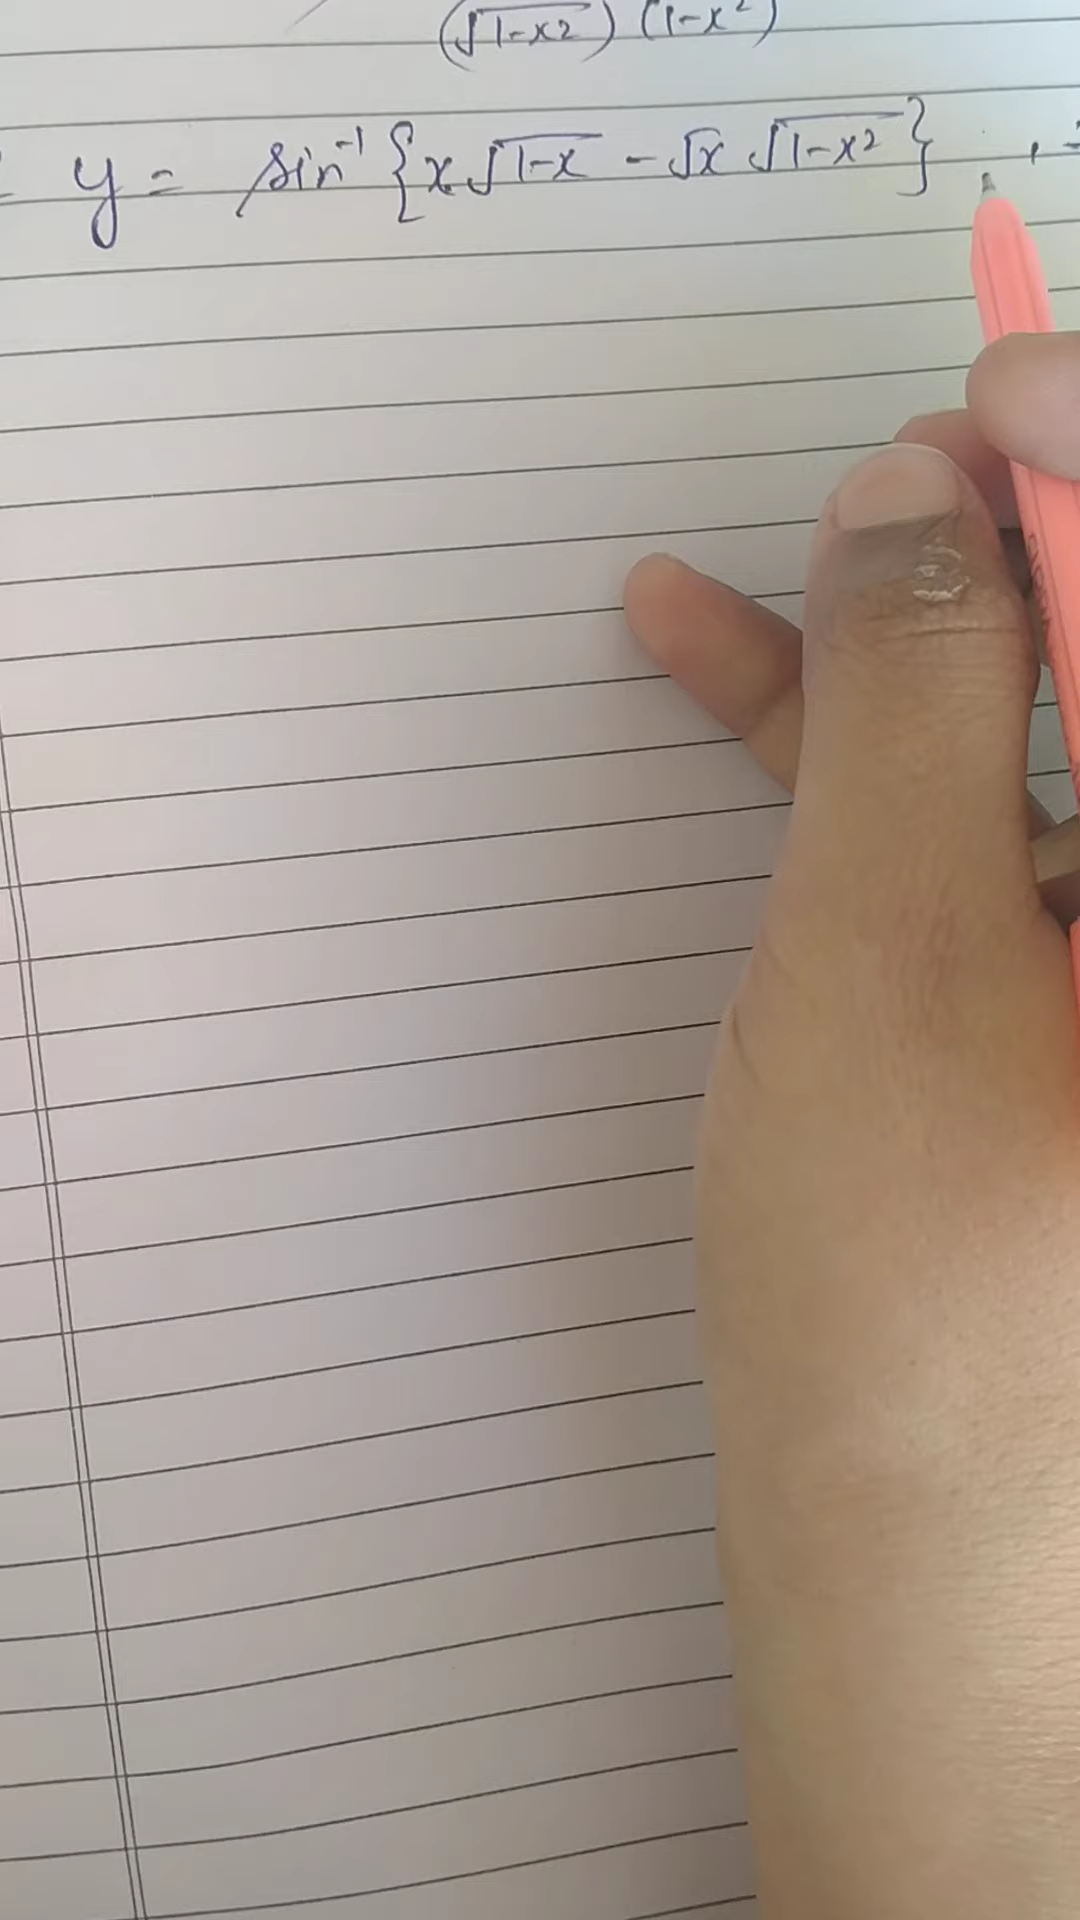 (√1-x2) (1-x²)
y = sin⁻¹ {x√1-x - √x √1-x²} ,